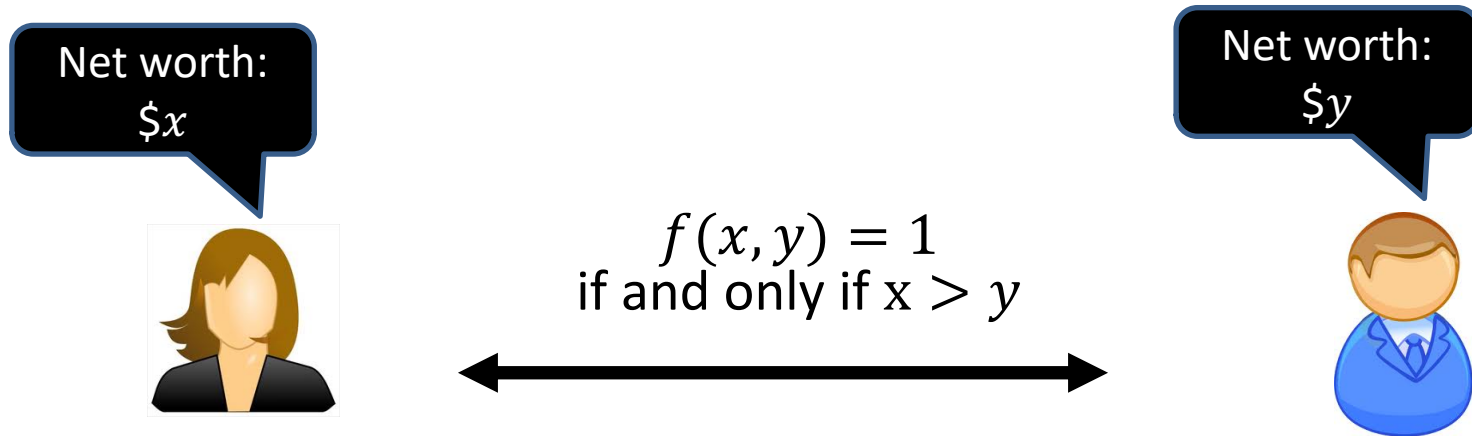 Net worth:
$x
Net worth:
$y
f(x, y) = 1
if and only if x > y